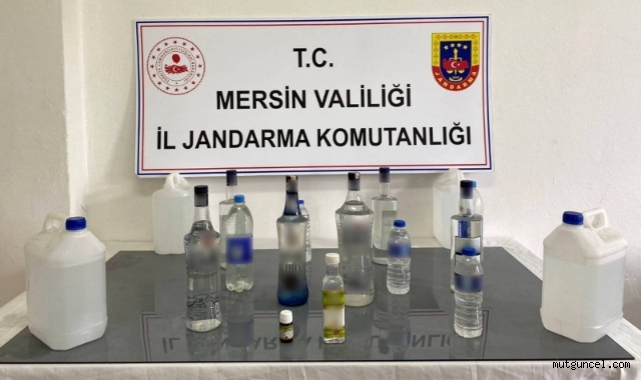 T.C.
MERSİN VALİLİĞİ
İL JANDARMA KOMUTANLIĞI
JANDARMA
mutguncel.com